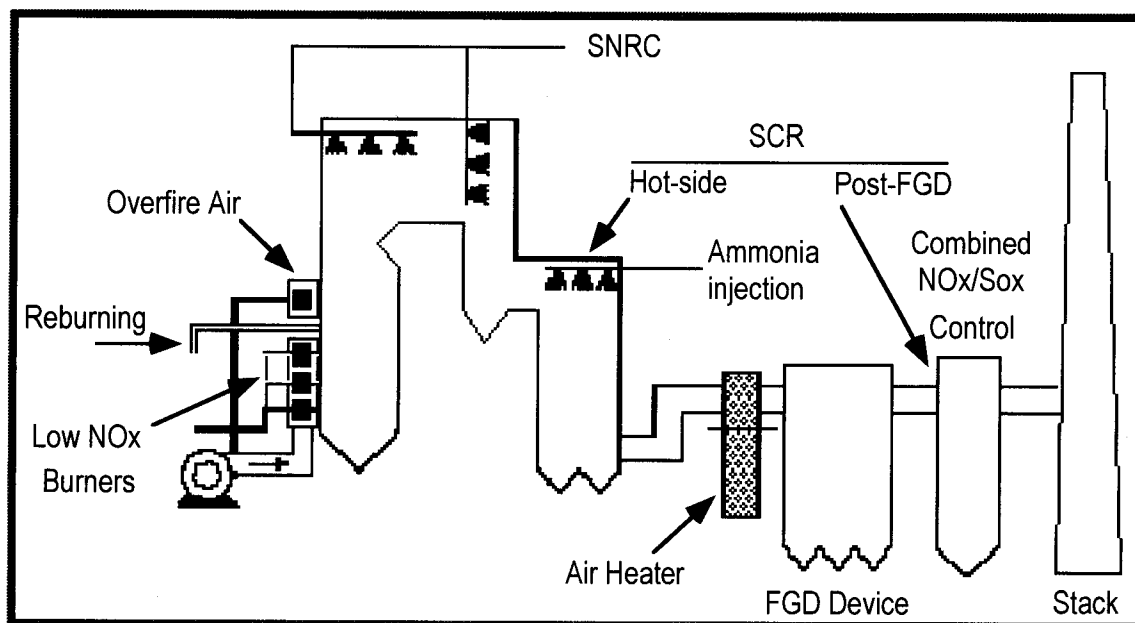 SNRC
SCR
Hot-side
Post-FGD
Overfire Air
Combined
NOx/Sox
Control
Ammonia
injection
Reburning
Low NOx
Burners
Air Heater
FGD Device
Stack